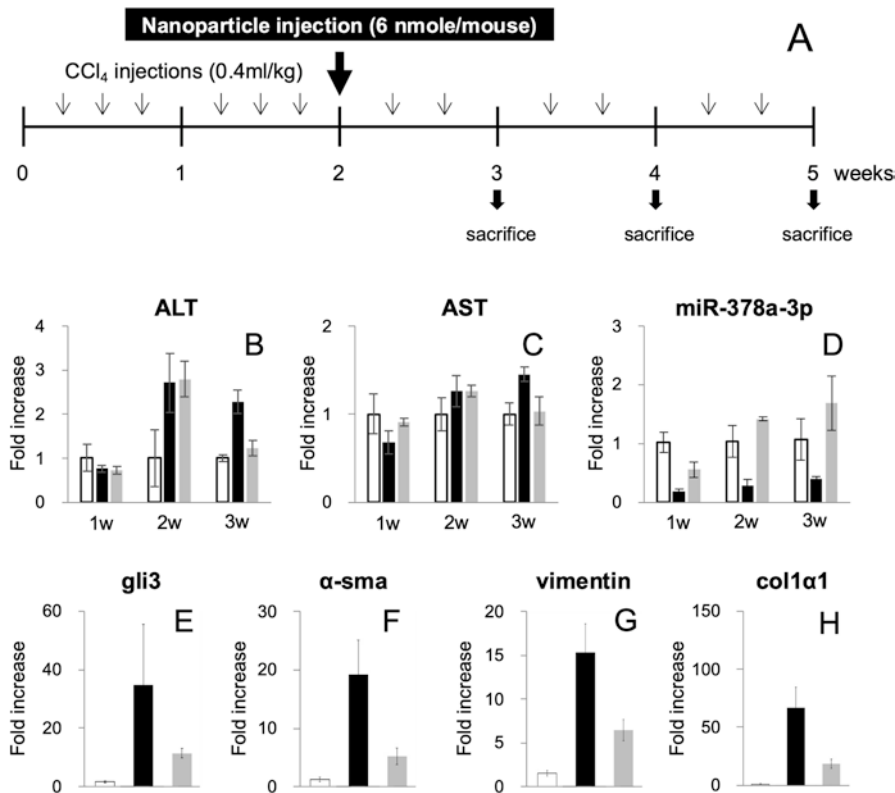 Nanoparticle injection (6 nmole/mouse)
A
CCl₄ injections (0.4ml/kg)
0 1 2 3 4 5 weeks
sacrifice sacrifice sacrifice
ALT
B
Fold increase
4
3
2
1
0
1w 2w 3w
AST
C
Fold increase
2
1
0
1w 2w 3w
miR-378a-3p
D
Fold increase
3
2
1
0
1w 2w 3w
gli3
E
Fold increase
60
40
20
0
α-sma
F
Fold increase
30
20
10
0
vimentin
G
Fold increase
20
15
10
5
0
col1α1
H
Fold increase
150
100
50
0